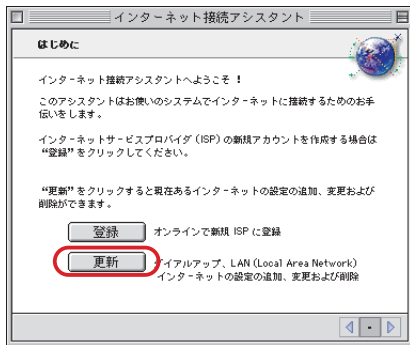 インターネット接続アシスタント
はじめに
インターネット接続アシスタントへようこそ！
このアシスタントはお使いのシステムでインターネットに接続するためのお手
伝いをします。
インターネットサービスプロバイダ（ISP）の新規アカウントを作成する場合は
“登録”をクリックしてください。
“更新”をクリックすると現在あるインターネットの設定の追加、変更および
削除ができます。
登録 オンラインで新規 ISP に登録
更新 ダイアルアップ、LAN (Local Area Network)
インターネットの設定の追加、変更および削除